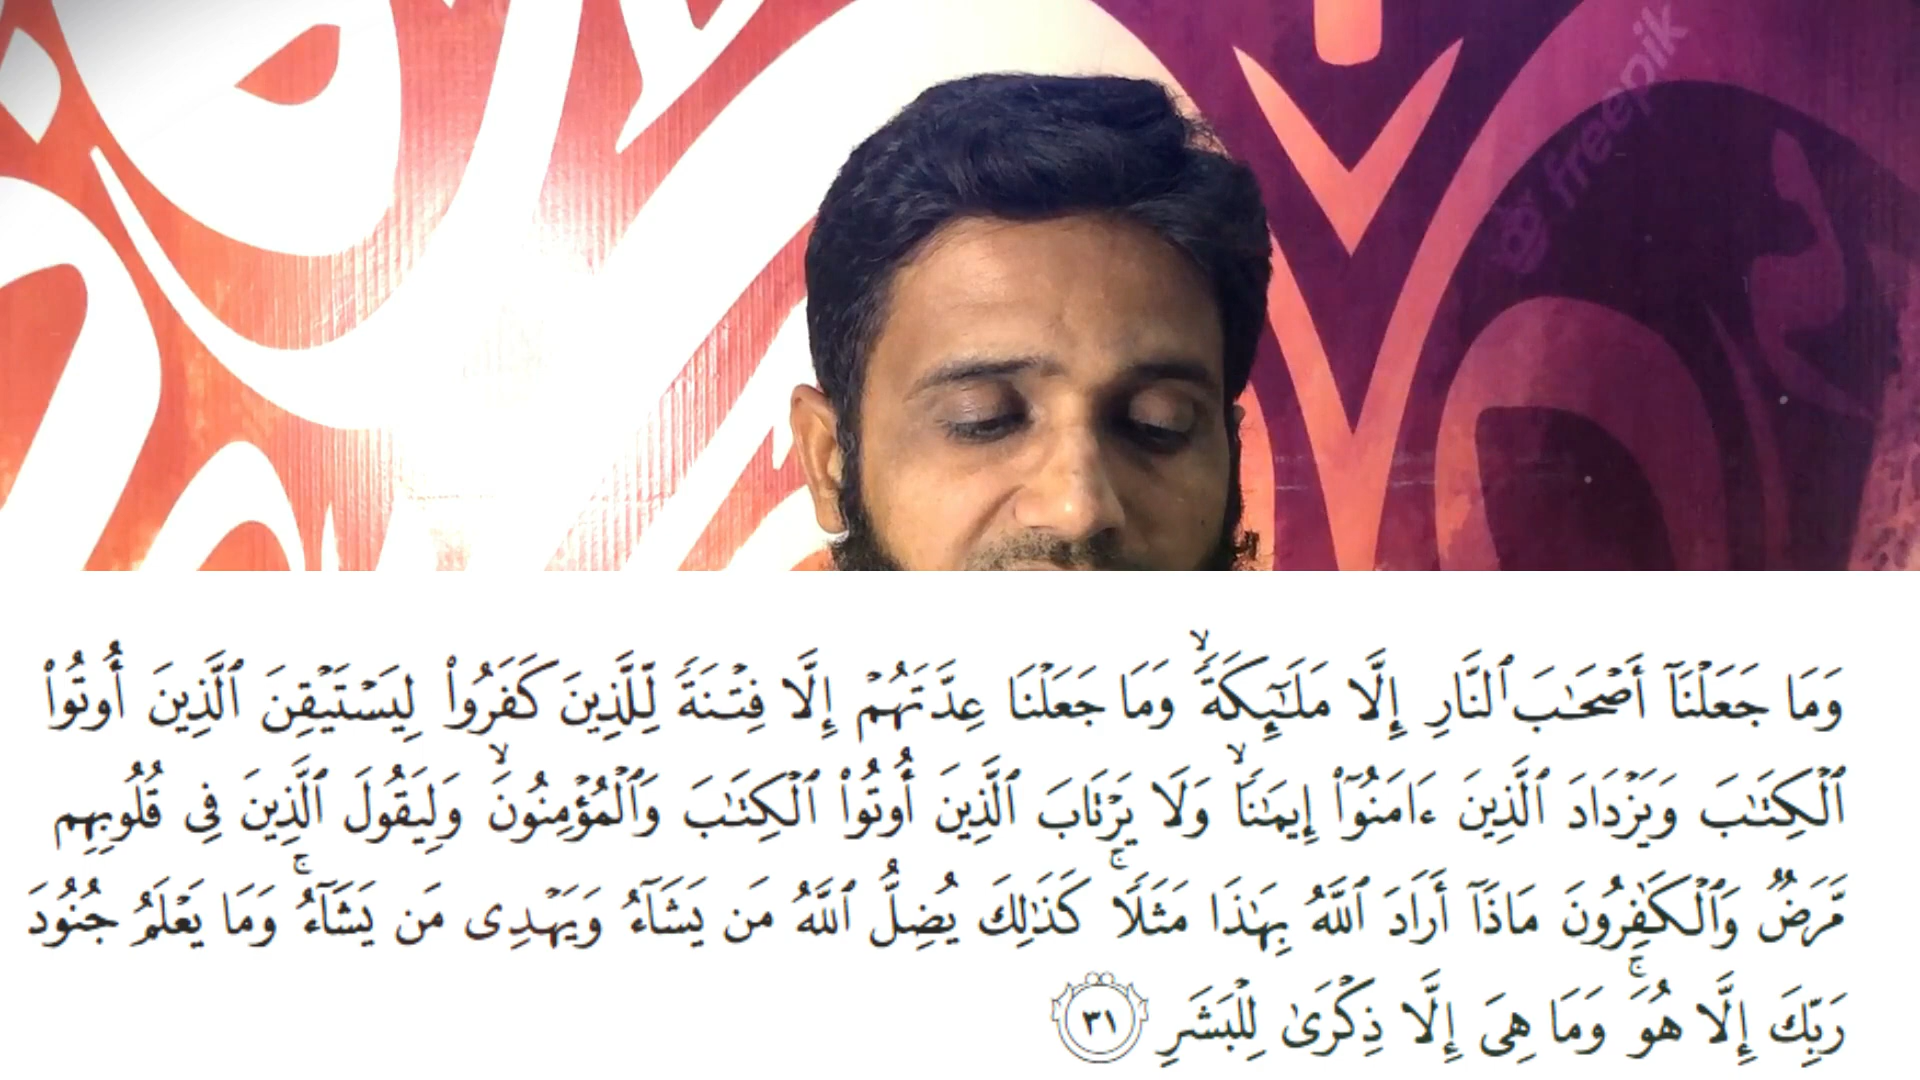 freepik
وَمَا جَعَلْنَآ أَصْحَـٰبَ ٱلنَّارِ إِلَّا مَلَـٰٓئِكَةً ۙ وَمَا جَعَلْنَا عِدَّتَهُمْ إِلَّا فِتْنَةً لِّلَّذِينَ كَفَرُوا۟ لِيَسْتَيْقِنَ ٱلَّذِينَ أُوتُوا۟
ٱلْكِتَـٰبَ وَيَزْدَادَ ٱلَّذِينَ ءَامَنُوٓا۟ إِيمَـٰنًا ۙ وَلَا يَرْتَابَ ٱلَّذِينَ أُوتُوا۟ ٱلْكِتَـٰبَ وَٱلْمُؤْمِنُونَ ۙ وَلِيَقُولَ ٱلَّذِينَ فِى قُلُوبِهِم
مَّرَضٌ وَٱلْكَـٰفِرُونَ مَاذَآ أَرَادَ ٱللَّهُ بِهَـٰذَا مَثَلًا ۚ كَذَٰلِكَ يُضِلُّ ٱللَّهُ مَن يَشَآءُ وَيَهْدِى مَن يَشَآءُ ۚ وَمَا يَعْلَمُ جُنُودَ
رَبِّكَ إِلَّا هُوَ ۚ وَمَا هِىَ إِلَّا ذِكْرَىٰ لِلْبَشَرِ ٣١